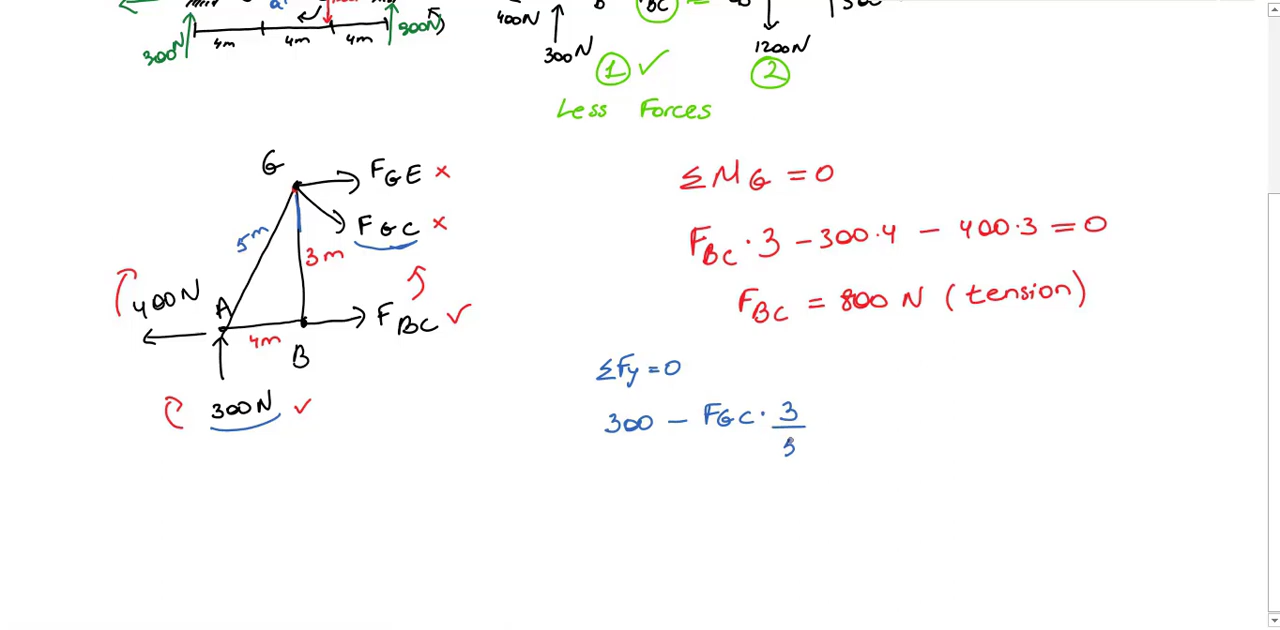 300N
4m
4m
4m
900N
400N
300N
B
BC
1200N
1 ✓
2
Less Forces
G
FGE ×
FGC ×
5m
3m
400N
A
4m
B
FBC ✓
300N ✓
ΣMG = 0
FBC · 3 - 300·4 - 400·3 = 0
FBC = 800 N (tension)
ΣFy = 0
300 - FGC · 3/5